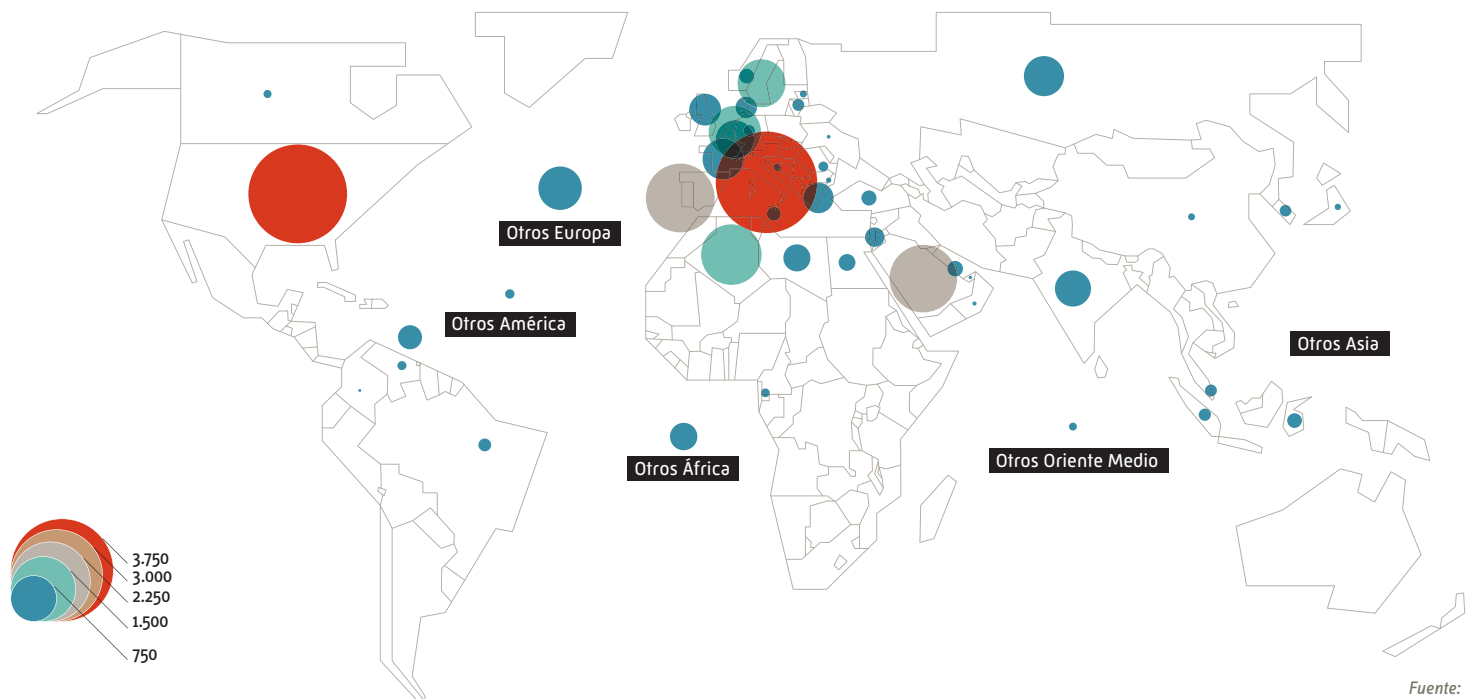 Otros Europa
Otros América
Otros Asia
Otros África
Otros Oriente Medio
3.750
3.000
2.250
1.500
750
Fuente: